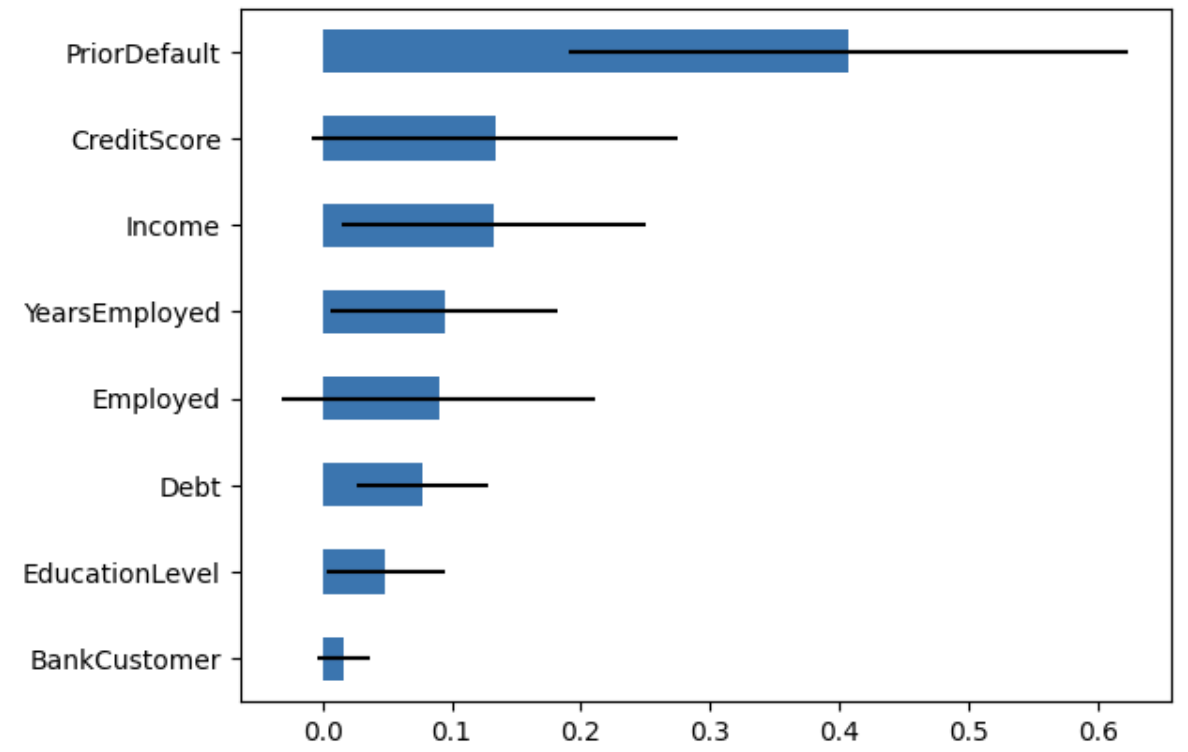 PriorDefault
CreditScore
Income
YearsEmployed
Employed
Debt
EducationLevel
BankCustomer
0.0 0.1 0.2 0.3 0.4 0.5 0.6